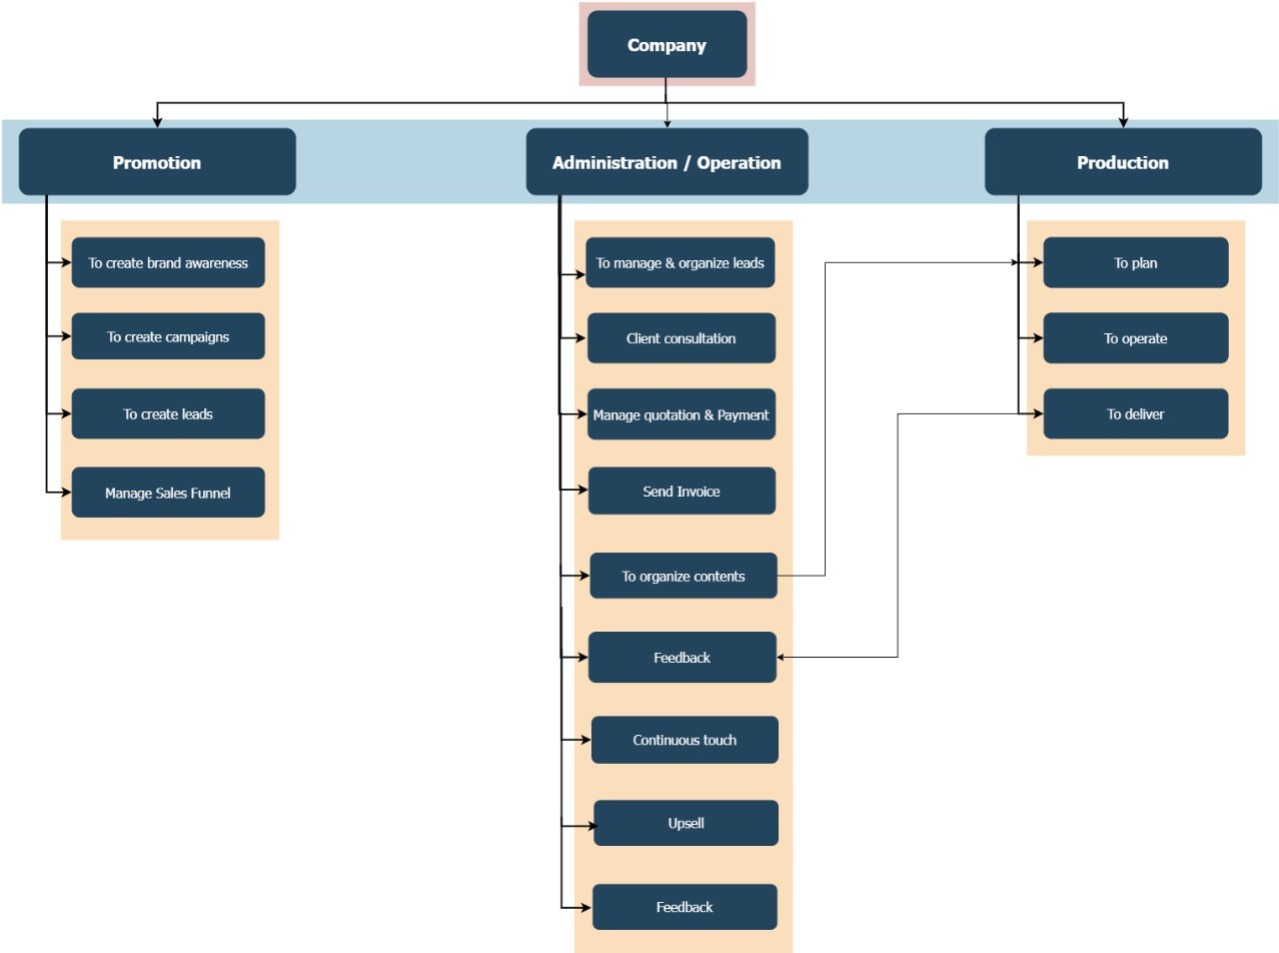 Company
Promotion
Administration / Operation
Production
To create brand awareness
To create campaigns
To create leads
Manage Sales Funnel
To manage & organize leads
Client consultation
Manage quotation & Payment
Send Invoice
To organize contents
Feedback
Continuous touch
Upsell
Feedback
To plan
To operate
To deliver